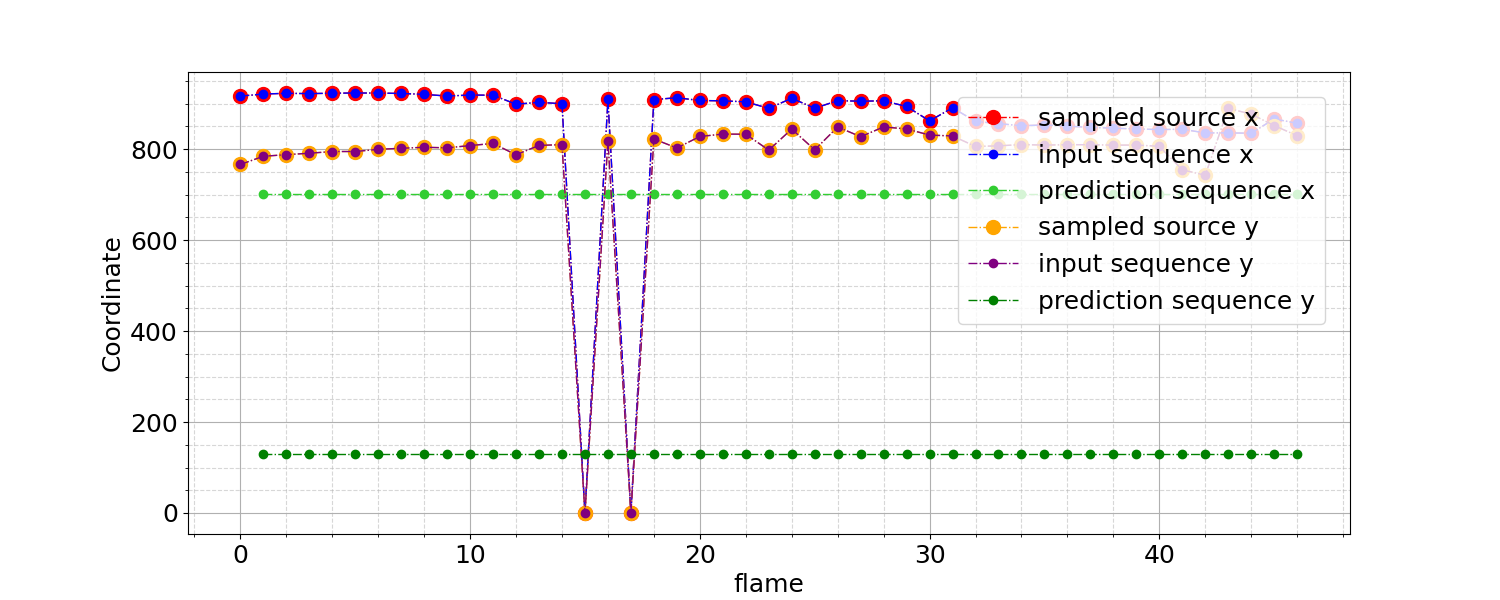 Coordinate
800
600
400
200
0
0 10 20 30 40
flame
sampled source x
input sequence x
prediction sequence x
sampled source y
input sequence y
prediction sequence y